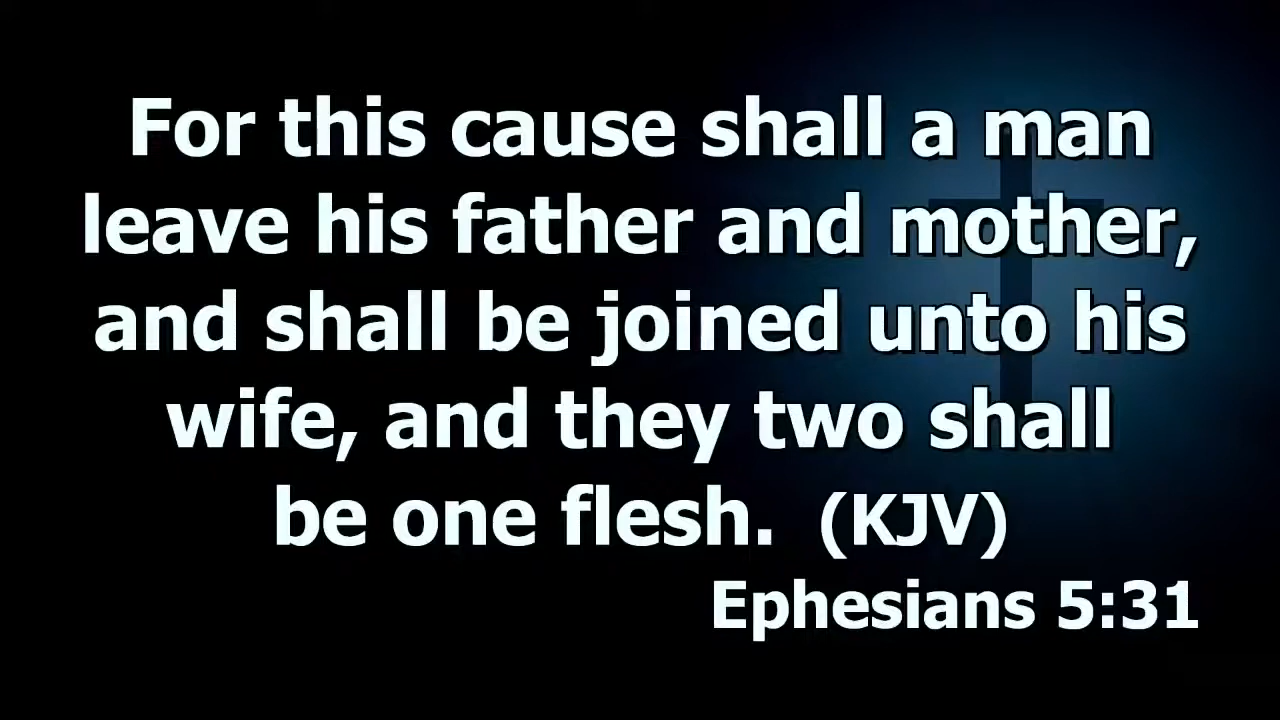 For this cause shall a man
leave his father and mother,
and shall be joined unto his
wife, and they two shall
be one flesh. (KJV)
Ephesians 5:31